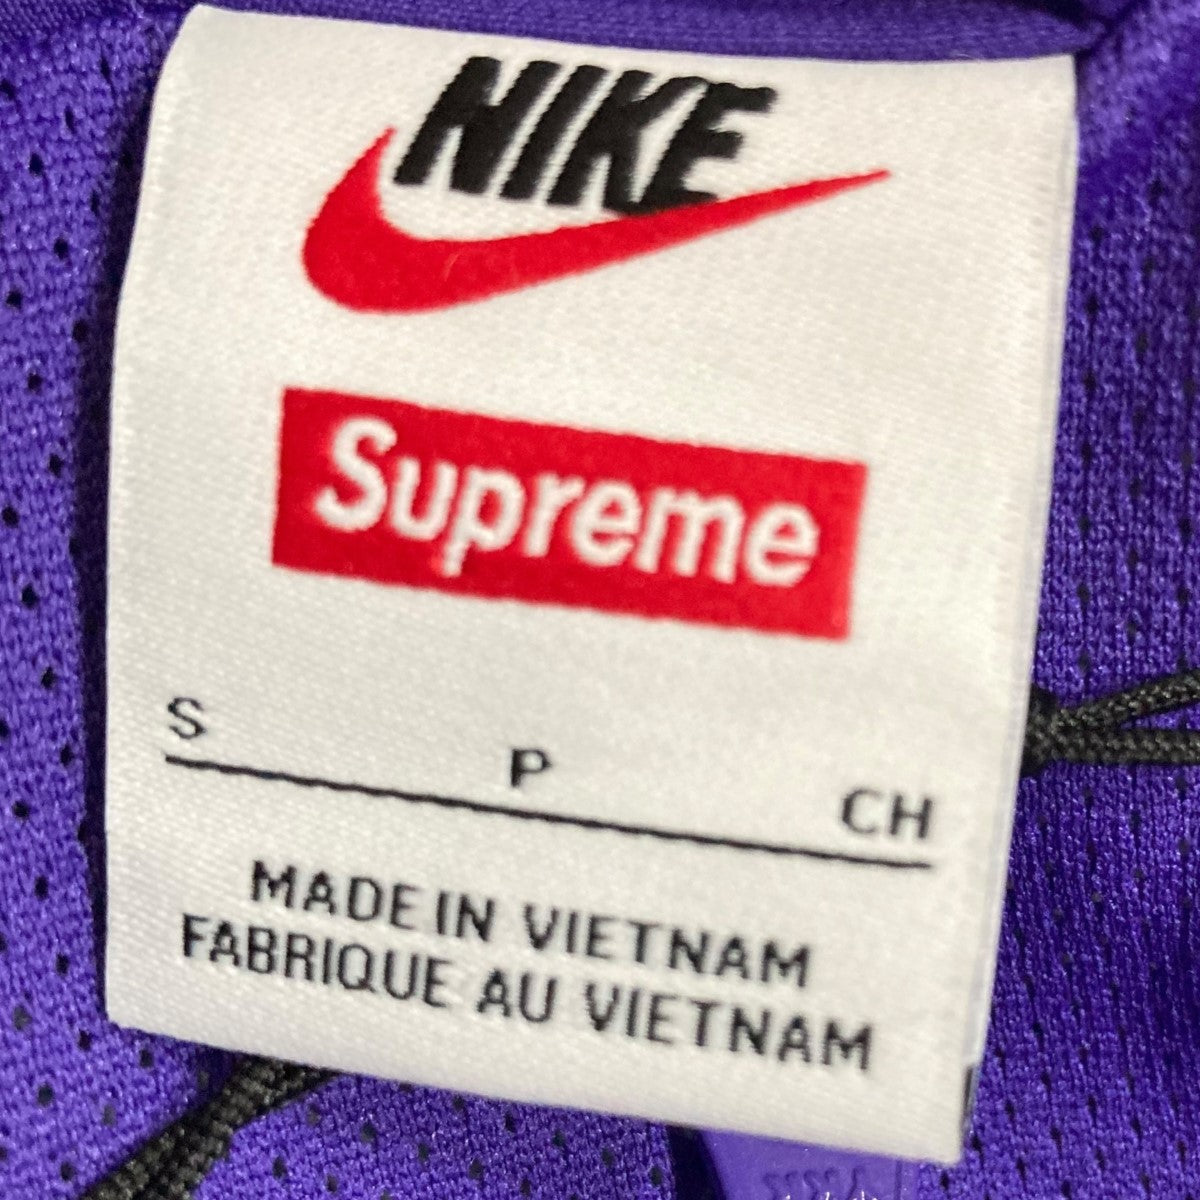 NIKE
Supreme
S P CH
MADE IN VIETNAM
FABRIQUE AU VIETNAM